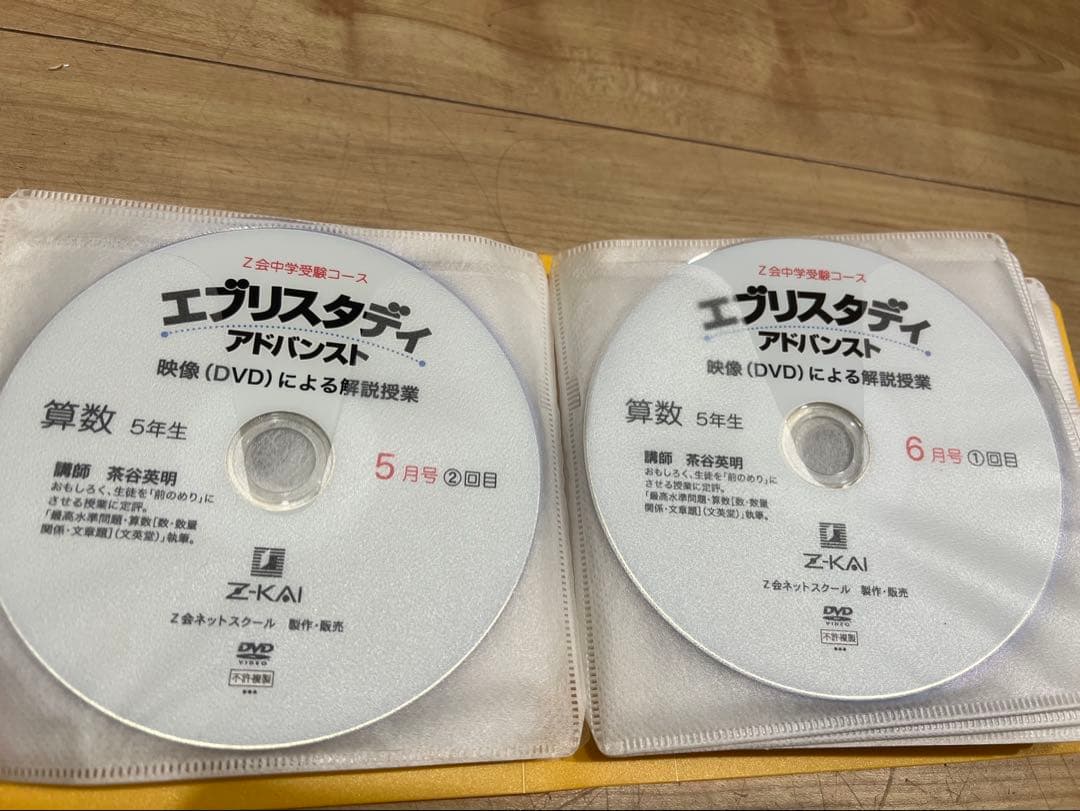 Z会中学受験コース
エブリスタディ
アドバンスト
映像(DVD)による解説授業
算数 5年生
5月号②回目
講師 茶谷英明
おもしろく、生徒を「前のめり」に
させる授業に定評。
「最高水準問題・算数[数・数量
関係・文章題](文英堂)」執筆。
Z-KAI
Z会ネットスクール 製作・販売
DVD
VIDEO
不許複製
Z会中学受験コース
エブリスタディ
アドバンスト
映像(DVD)による解説授業
算数 5年生
6月号①回目
講師 茶谷英明
おもしろく、生徒を「前のめり」に
させる授業に定評。
「最高水準問題・算数[数・数量
関係・文章題](文英堂)」執筆。
Z-KAI
Z会ネットスクール 製作・販売
DVD
VIDEO
不許複製